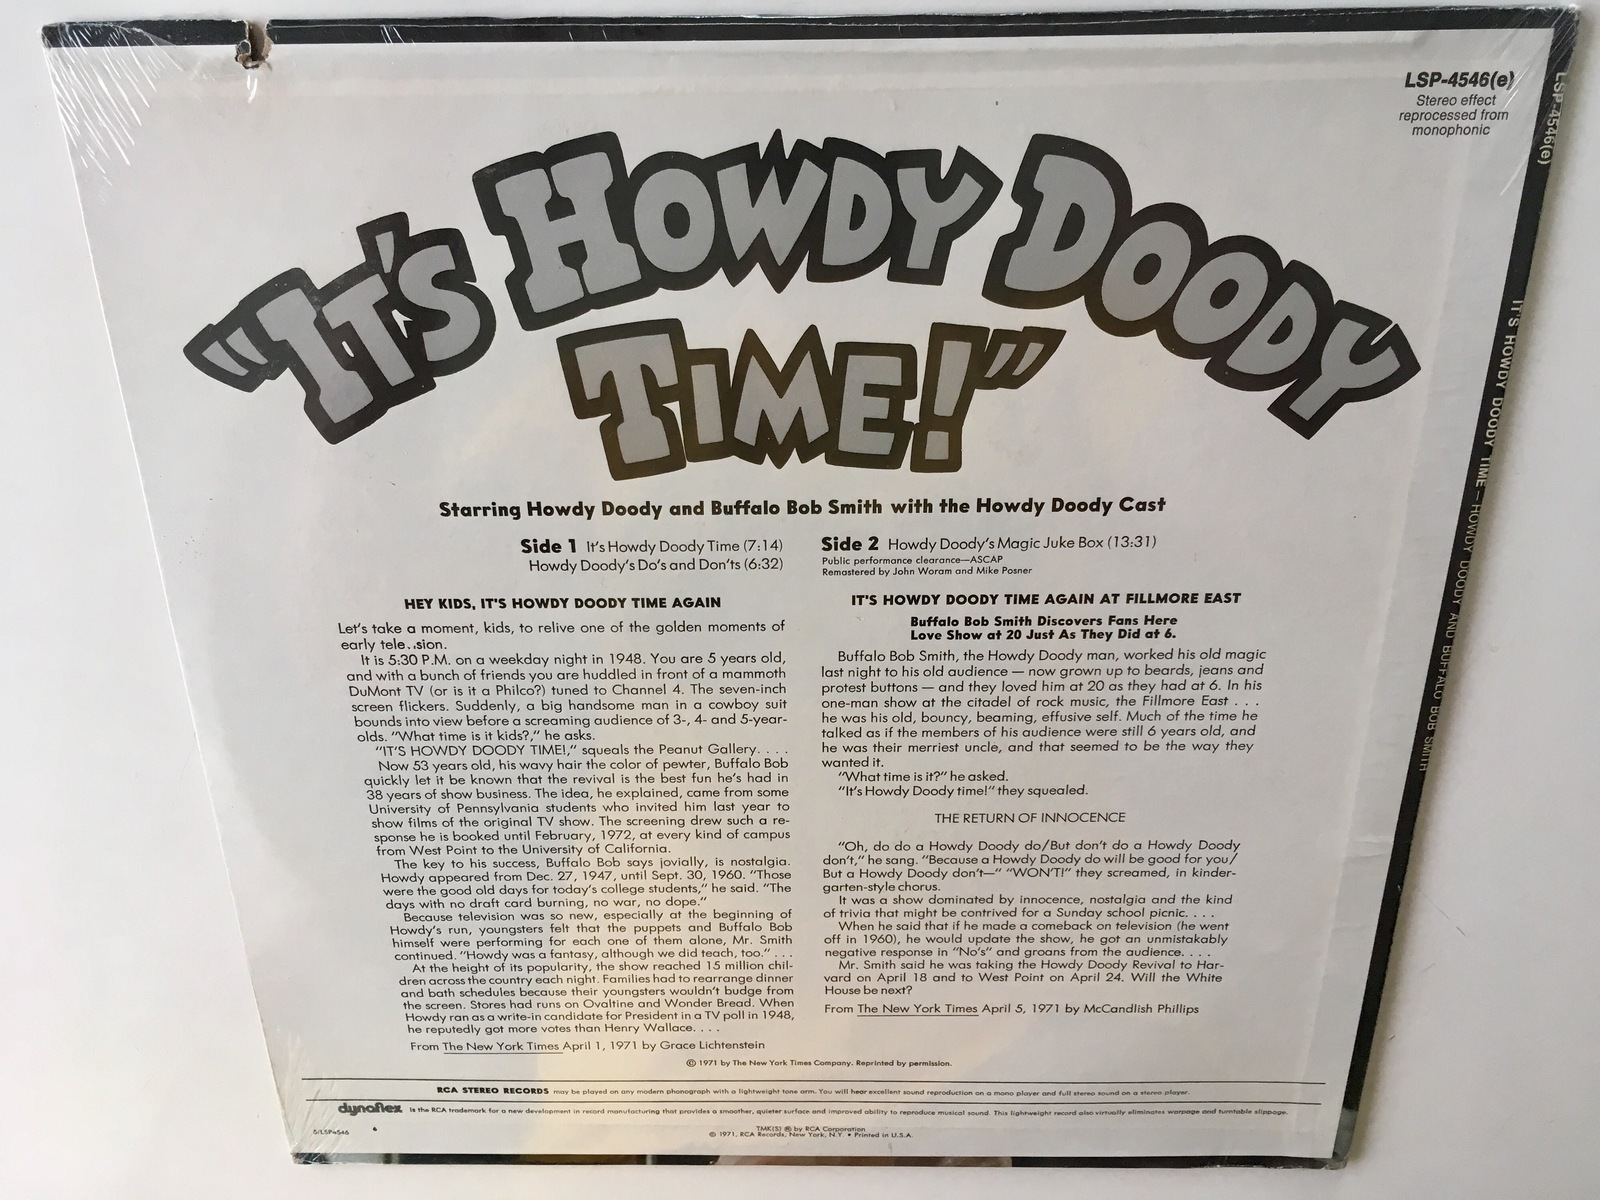 LSP-4546(e)
Stereo effect
reprocessed from
monophonic
"IT'S HOWDY DOODY
TIME!"
Starring Howdy Doody and Buffalo Bob Smith with the Howdy Doody Cast
Side 1 It's Howdy Doody Time (7:14)
Howdy Doody's Do's and Don'ts (6:32)
HEY KIDS, IT'S HOWDY DOODY TIME AGAIN
Let's take a moment, kids, to relive one of the golden moments of
early tele..sion.
It is 5:30 P.M. on a weekday night in 1948. You are 5 years old,
and with a bunch of friends you are huddled in front of a mammoth
DuMont TV (or is it a Philco?) tuned to Channel 4. The seven-inch
screen flickers. Suddenly, a big handsome man in a cowboy suit
bounds into view before a screaming audience of 3-, 4- and 5-year-
olds. "What time is it kids?," he asks.
"IT'S HOWDY DOODY TIME!," squeals the Peanut Gallery. . . .
Now 53 years old, his wavy hair the color of pewter, Buffalo Bob
quickly let it be known that the revival is the best fun he's had in
38 years of show business. The idea, he explained, came from some
University of Pennsylvania students who invited him last year to
show films of the original TV show. The screening drew such a re-
sponse he is booked until February, 1972, at every kind of campus
from West Point to the University of California.
The key to his success, Buffalo Bob says jovially, is nostalgia.
Howdy appeared from Dec. 27, 1947, until Sept. 30, 1960. "Those
were the good old days for today's college students," he said. "The
days with no draft card burning, no war, no dope."
Because television was so new, especially at the beginning of
Howdy's run, youngsters felt that the puppets and Buffalo Bob
himself were performing for each one of them alone, Mr. Smith
continued. "Howdy was a fantasy, although we did teach, too." . . .
At the height of its popularity, the show reached 15 million chil-
dren across the country each night. Families had to rearrange dinner
and bath schedules because their youngsters wouldn't budge from
the screen. Stores had runs on Ovaltine and Wonder Bread. When
Howdy ran as a write-in candidate for President in a TV poll in 1948,
he reputedly got more votes than Henry Wallace. . . .
From The New York Times April 1, 1971 by Grace Lichtenstein
Side 2 Howdy Doody's Magic Juke Box (13:31)
Public performance clearance—ASCAP
Remastered by John Woram and Mike Posner
IT'S HOWDY DOODY TIME AGAIN AT FILLMORE EAST
Buffalo Bob Smith Discovers Fans Here
Love Show at 20 Just As They Did at 6.
Buffalo Bob Smith, the Howdy Doody man, worked his old magic
last night to his old audience — now grown up to beards, jeans and
protest buttons — and they loved him at 20 as they had at 6. In his
one-man show at the citadel of rock music, the Fillmore East . . .
he was his old, bouncy, beaming, effusive self. Much of the time he
talked as if the members of his audience were still 6 years old, and
he was their merriest uncle, and that seemed to be the way they
wanted it.
"What time is it?" he asked.
"It's Howdy Doody time!" they squealed.
THE RETURN OF INNOCENCE
"Oh, do do a Howdy Doody do/But don't do a Howdy Doody
don't," he sang. "Because a Howdy Doody do will be good for you/
But a Howdy Doody don't—" "WON'T!" they screamed, in kinder-
garten-style chorus.
It was a show dominated by innocence, nostalgia and the kind
of trivia that might be contrived for a Sunday school picnic. . . .
When he said that if he made a comeback on television (he went
off in 1960), he would update the show, he got an unmistakably
negative response in "No's" and groans from the audience. . . .
Mr. Smith said he was taking the Howdy Doody Revival to Har-
vard on April 18 and to West Point on April 24. Will the White
House be next?
From The New York Times April 5, 1971 by McCandlish Phillips
© 1971 by The New York Times Company. Reprinted by permission.
RCA STEREO RECORDS may be played on any modern phonograph with a lightweight tone arm. You will hear excellent sound reproduction on a mono player and full stereo sound on a stereo player.
dynaflex is the RCA trademark for a new development in record manufacturing that provides a smoother, quieter surface and improved ability to reproduce musical sound. This lightweight record also virtually eliminates warpage and turntable slippage.
TMK(S) ® by RCA Corporation
© 1971, RCA Records, New York, N.Y. • Printed in U.S.A.
6/LSP4546
6
LSP-4546(e)
IT'S HOWDY DOODY TIME — HOWDY DOODY AND BUFFALO BOB SMITH